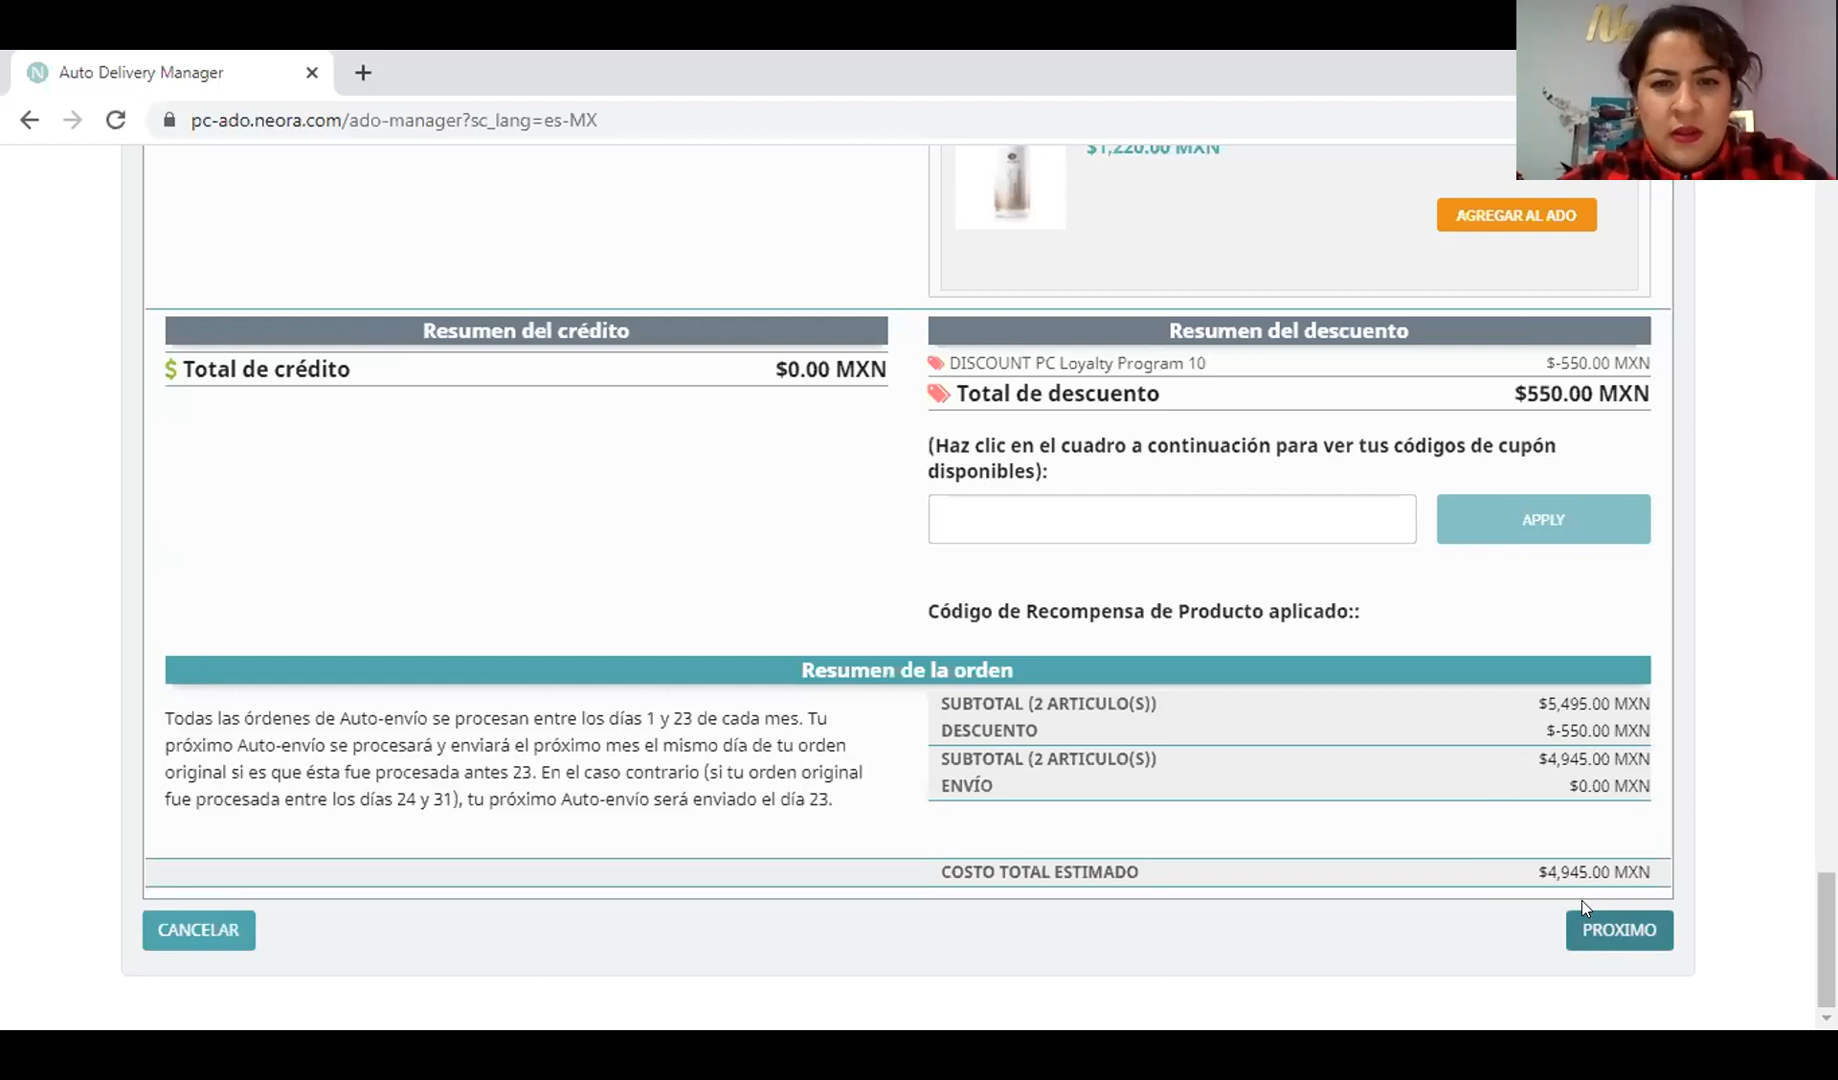 Auto Delivery Manager
pc-ado.neora.com/ado-manager?sc_lang=es-MX
$1,220.00 MXN
AGREGAR AL ADO
Resumen del crédito
$ Total de crédito $0.00 MXN
Resumen del descuento
DISCOUNT PC Loyalty Program 10 $-550.00 MXN
Total de descuento $550.00 MXN
(Haz clic en el cuadro a continuación para ver tus códigos de cupón
disponibles):
APPLY
Código de Recompensa de Producto aplicado::
Resumen de la orden
Todas las órdenes de Auto-envío se procesan entre los días 1 y 23 de cada mes. Tu
próximo Auto-envío se procesará y enviará el próximo mes el mismo día de tu orden
original si es que ésta fue procesada antes 23. En el caso contrario (si tu orden original
fue procesada entre los días 24 y 31), tu próximo Auto-envío será enviado el día 23.
SUBTOTAL (2 ARTICULO(S)) $5,495.00 MXN
DESCUENTO $-550.00 MXN
SUBTOTAL (2 ARTICULO(S)) $4,945.00 MXN
ENVÍO $0.00 MXN
COSTO TOTAL ESTIMADO $4,945.00 MXN
CANCELAR
PROXIMO